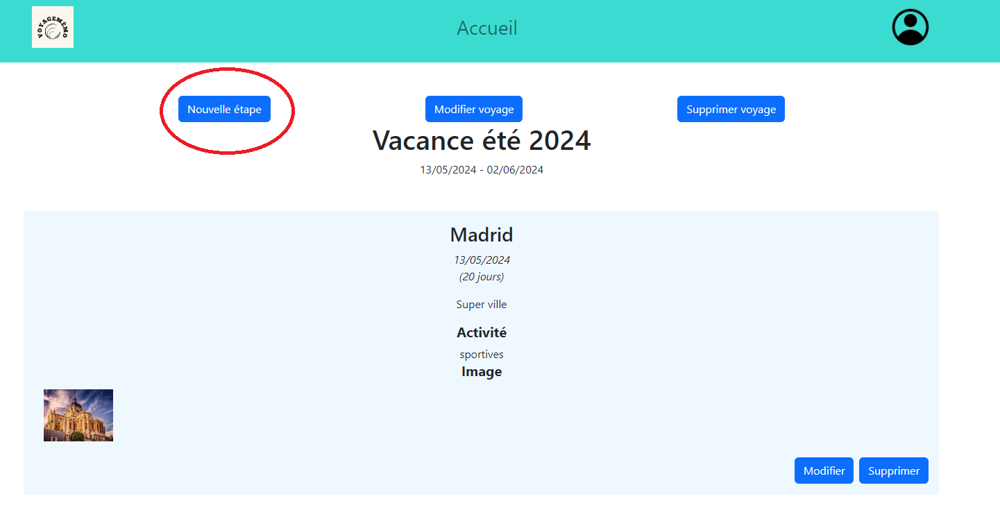 VOYAGEMÉMO
Accueil
Nouvelle étape
Modifier voyage
Supprimer voyage
Vacance été 2024
13/05/2024 - 02/06/2024
Madrid
13/05/2024
(20 jours)
Super ville
Activité
sportives
Image
Modifier
Supprimer